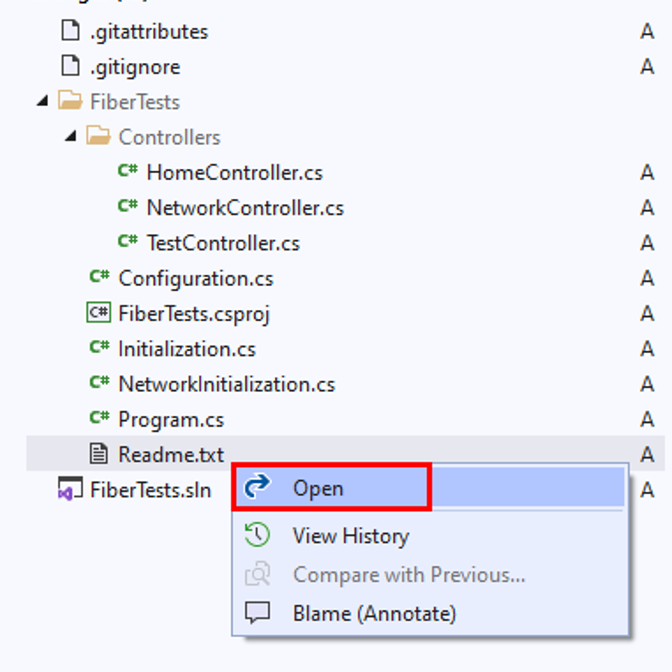 .gitattributes A
.gitignore A
FiberTests
Controllers
C# HomeController.cs A
C# NetworkController.cs A
C# TestController.cs A
C# Configuration.cs A
C# FiberTests.csproj A
C# Initialization.cs A
C# NetworkInitialization.cs A
C# Program.cs A
Readme.txt A
FiberTests.sln A
Open
View History
Compare with Previous...
Blame (Annotate)